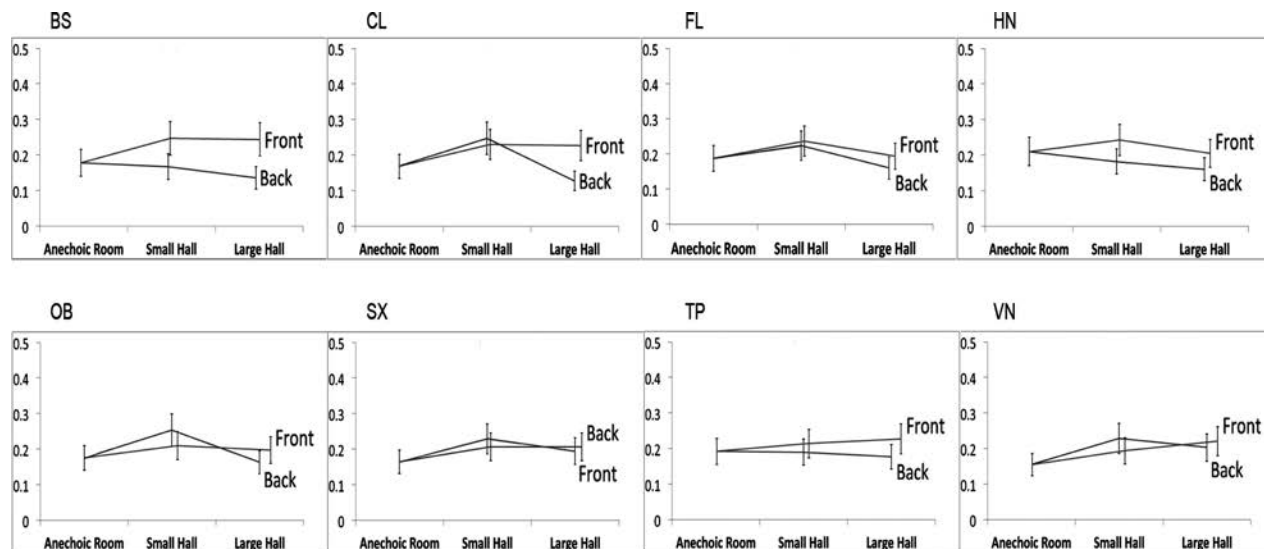 BS CL FL HN
0.5 0.5 0.5 0.5
0.4 0.4 0.4 0.4
0.3 0.3 0.3 0.3
Front Front Front Front
0.2 0.2 0.2 0.2
Back Back Back Back
0.1 0.1 0.1 0.1
0 0 0 0
Anechoic Room Small Hall Large Hall Anechoic Room Small Hall Large Hall Anechoic Room Small Hall Large Hall Anechoic Room Small Hall Large Hall
OB SX TP VN
0.5 0.5 0.5 0.5
0.4 0.4 0.4 0.4
0.3 0.3 0.3 0.3
Front Back Front Front
0.2 0.2 0.2 0.2
Back Front Back Back
0.1 0.1 0.1 0.1
0 0 0 0
Anechoic Room Small Hall Large Hall Anechoic Room Small Hall Large Hall Anechoic Room Small Hall Large Hall Anechoic Room Small Hall Large Hall